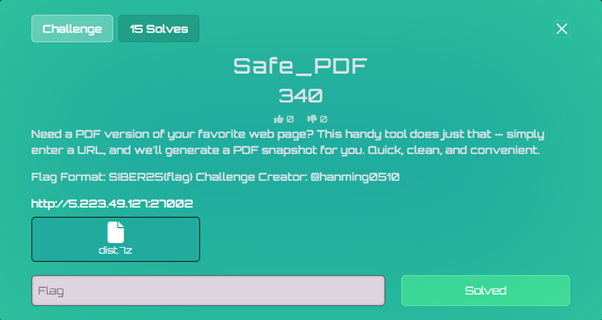 Challenge
15 Solves
Safe_PDF
340
0 0
Need a PDF version of your favorite web page? This handy tool does just that – simply
enter a URL, and we'll generate a PDF snapshot for you. Quick, clean, and convenient.
Flag Format: SIBER25{flag} Challenge Creator: @hanming0510
http://5.223.49.127:27002
dist.7z
Flag
Solved